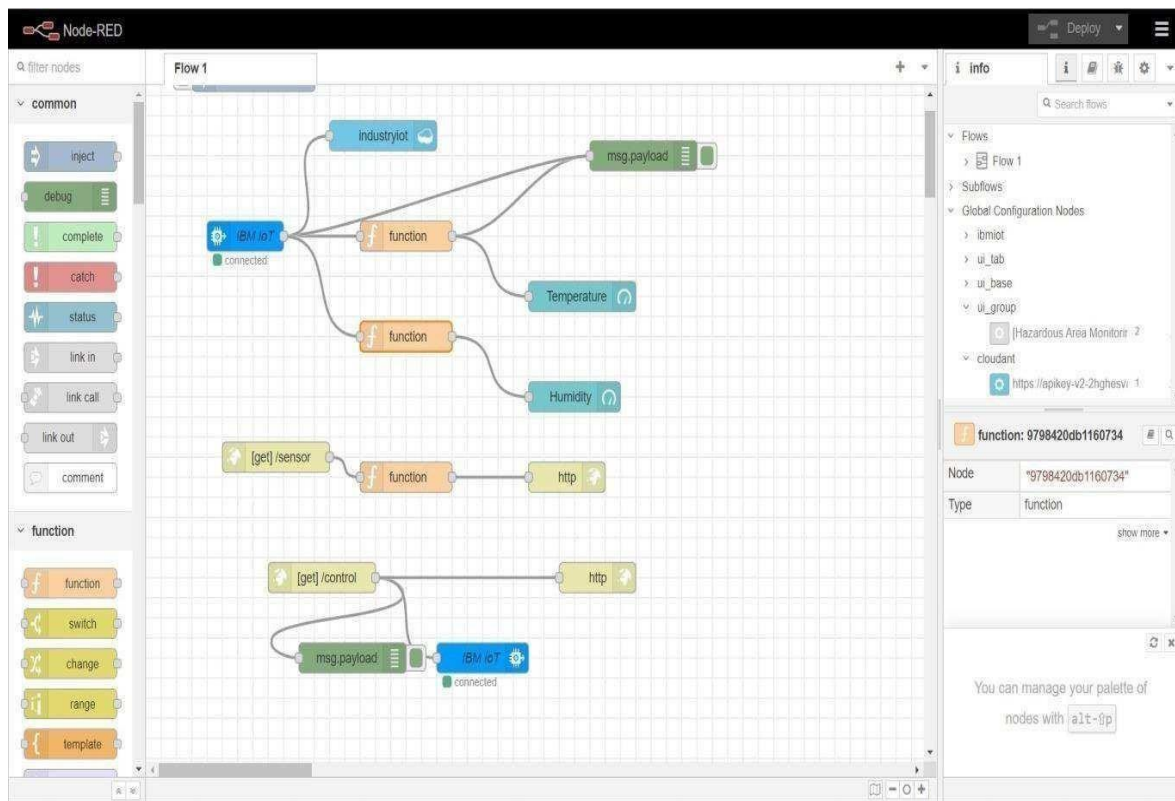 Node-RED
Deploy
filter nodes
Flow 1
i info
i
Search flows
common
inject
debug
complete
catch
status
link in
link call
link out
comment
function
function
switch
change
range
template
industryiot
msg.payload
IBM IoT
connected
function
Temperature
function
Humidity
[get] /sensor
function
http
[get] /control
http
msg.payload
IBM IoT
connected
Flows
Flow 1
Subflows
Global Configuration Nodes
ibmiot
ui_tab
ui_base
ui_group
[Hazardous Area Monitorin 2
cloudant
https://apikey-v2-2hghesvi 1
function: 9798420db1160734
Node "9798420db1160734"
Type function
show more
You can manage your palette of
nodes with alt-⇧p